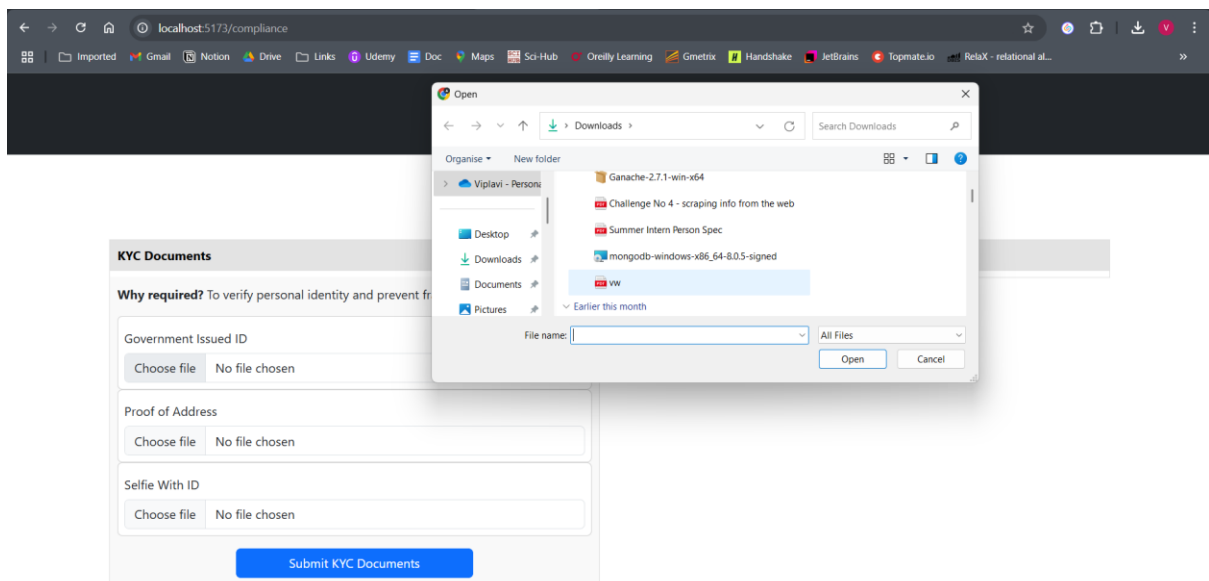 localhost:5173/compliance
V
Imported Gmail Notion Drive Links Udemy Doc Maps Sci-Hub Oreilly Learning Gmetrix Handshake JetBrains Topmate.io RelaX - relational al...
Open
Downloads
Search Downloads
Organise New folder
Viplavi - Persona
Desktop
Downloads
Documents
Pictures
Ganache-2.7.1-win-x64
Challenge No 4 - scraping info from the web
Summer Intern Person Spec
mongodb-windows-x86_64-8.0.5-signed
vw
Earlier this month
File name:
All Files
Open Cancel
KYC Documents
Why required? To verify personal identity and prevent fr
Government Issued ID
Choose file No file chosen
Proof of Address
Choose file No file chosen
Selfie With ID
Choose file No file chosen
Submit KYC Documents